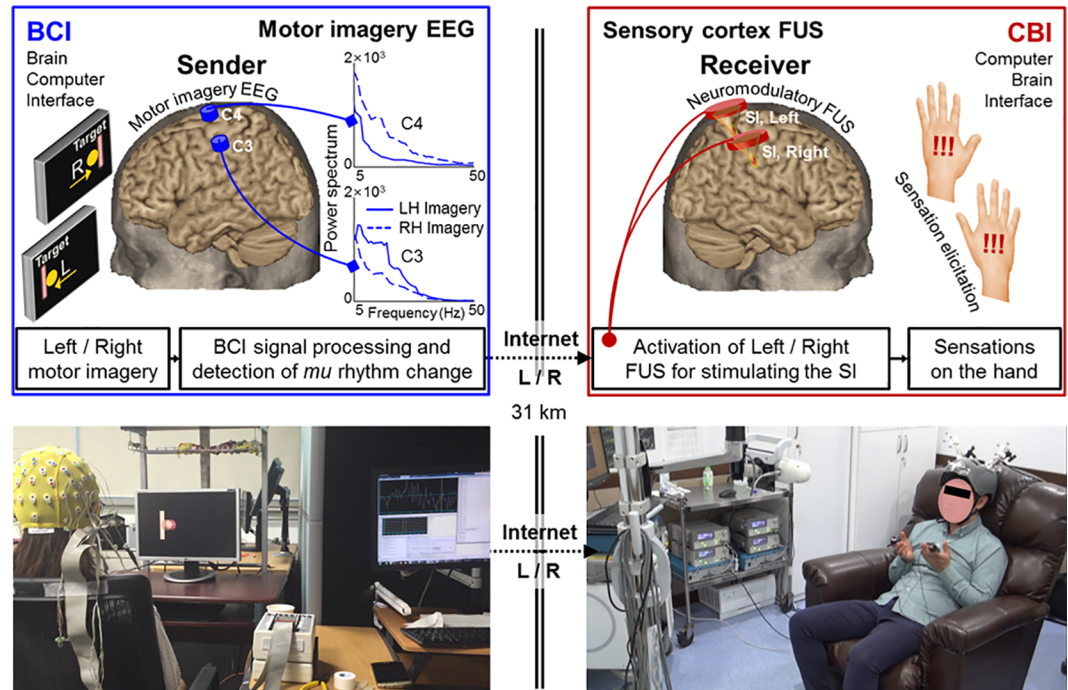 BCI
Brain
Computer
Interface
Motor imagery EEG
Sender
Motor imagery EEG
C4
C3
Target
R
Target
L
Power spectrum
2×10³
C4
0
5
50
2×10³
LH Imagery
RH Imagery
C3
0
5
Frequency (Hz)
50
Left / Right
motor imagery
BCI signal processing and
detection of mu rhythm change
Internet
L / R
31 km
Sensory cortex FUS
CBI
Computer
Brain
Interface
Receiver
Neuromodulatory FUS
SI, Left
SI, Right
!!!
!!!
Sensation elicitation
Activation of Left / Right
FUS for stimulating the SI
Sensations
on the hand
Internet
L / R